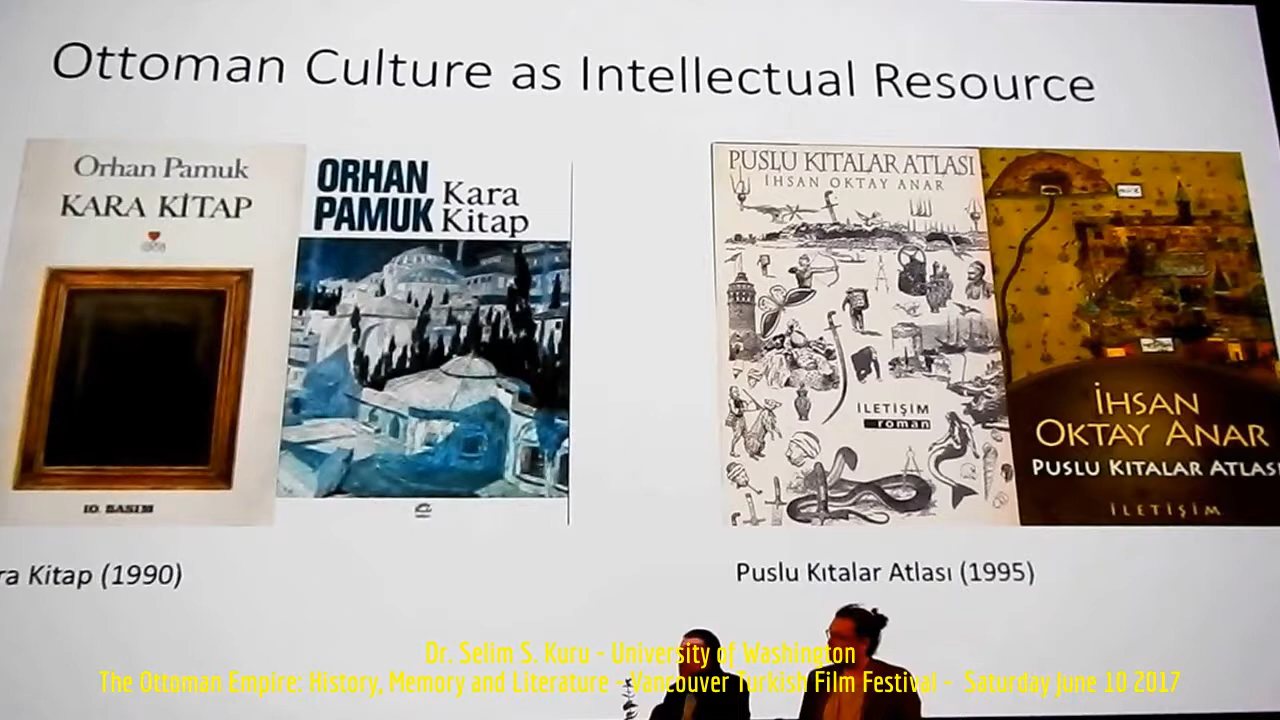 Ottoman Culture as Intellectual Resource
Orhan Pamuk
KARA KİTAP
10. BASIM
ORHAN
PAMUK
Kara
Kitap
PUSLU KITALAR ATLASI
İHSAN OKTAY ANAR
İLETİŞİM
roman
İHSAN
OKTAY ANAR
PUSLU KITALAR ATLASI
İLETİŞİM
ra Kitap (1990)
Puslu Kıtalar Atlası (1995)
Dr. Selim S. Kuru - University of Washington
The Ottoman Empire: History, Memory and Literature - Vancouver Turkish Film Festival - Saturday June 10 2017